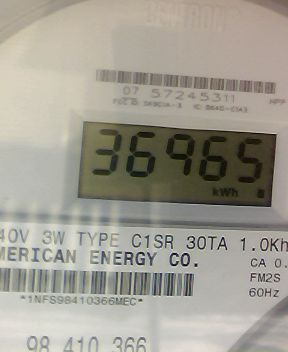 CENTRON
07 57245311
36965
kWh
40V 3W TYPE C1SR 30TA 1.0Kh
MERICAN ENERGY CO.
CA 0.
FM2S
60Hz
*1NFS98410366MEC*
98 410 366